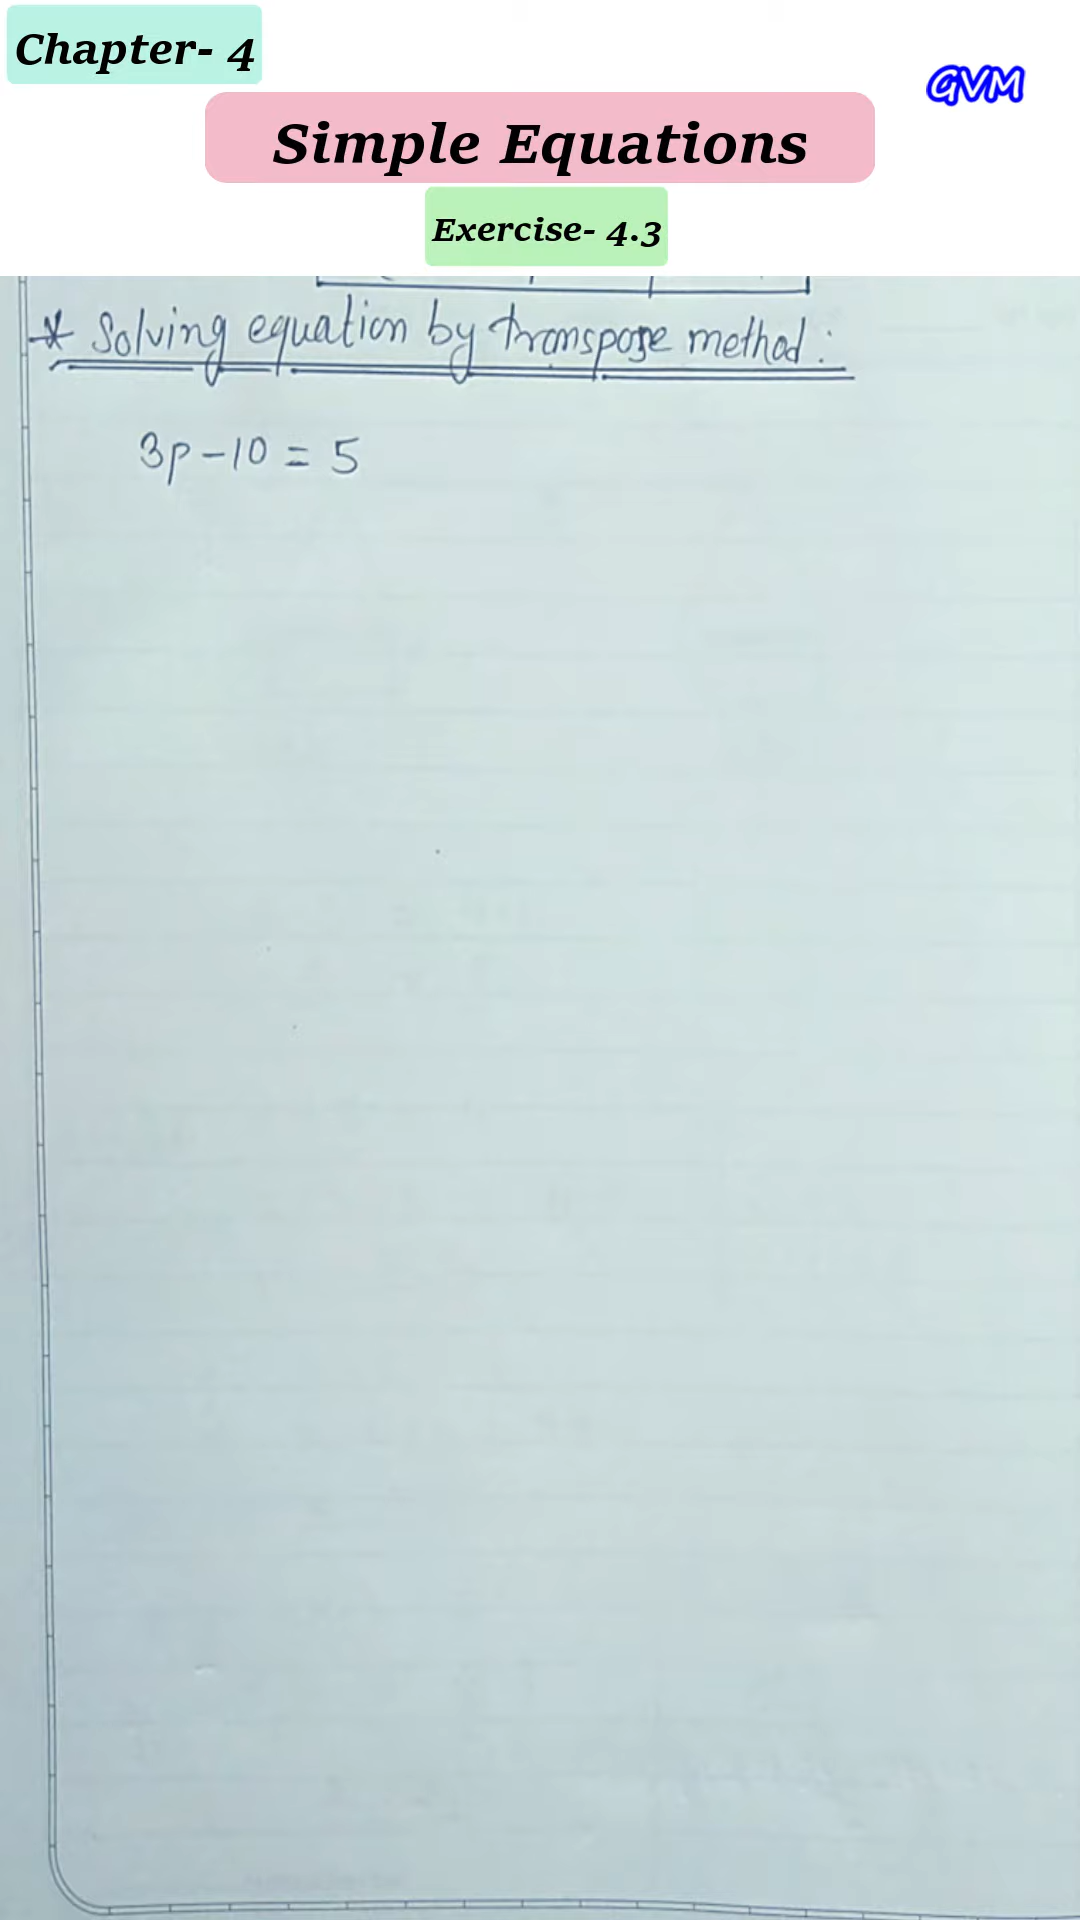 Chapter- 4
GVM
Simple Equations
Exercise- 4.3
* Solving equation by transpose method :
3p - 10 = 5